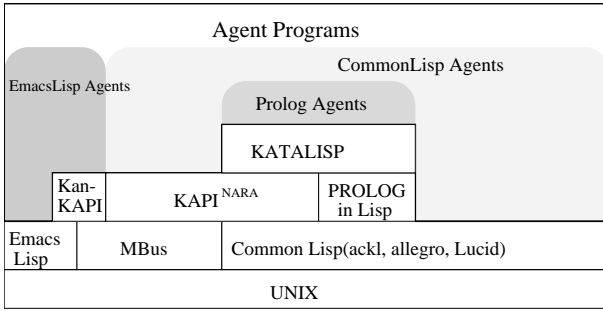 Agent Programs
CommonLisp Agents
EmacsLisp Agents
Prolog Agents
KATALISP
Kan-
KAPI
KAPI NARA
PROLOG
in Lisp
Emacs
Lisp
MBus
Common Lisp(ackl, allegro, Lucid)
UNIX